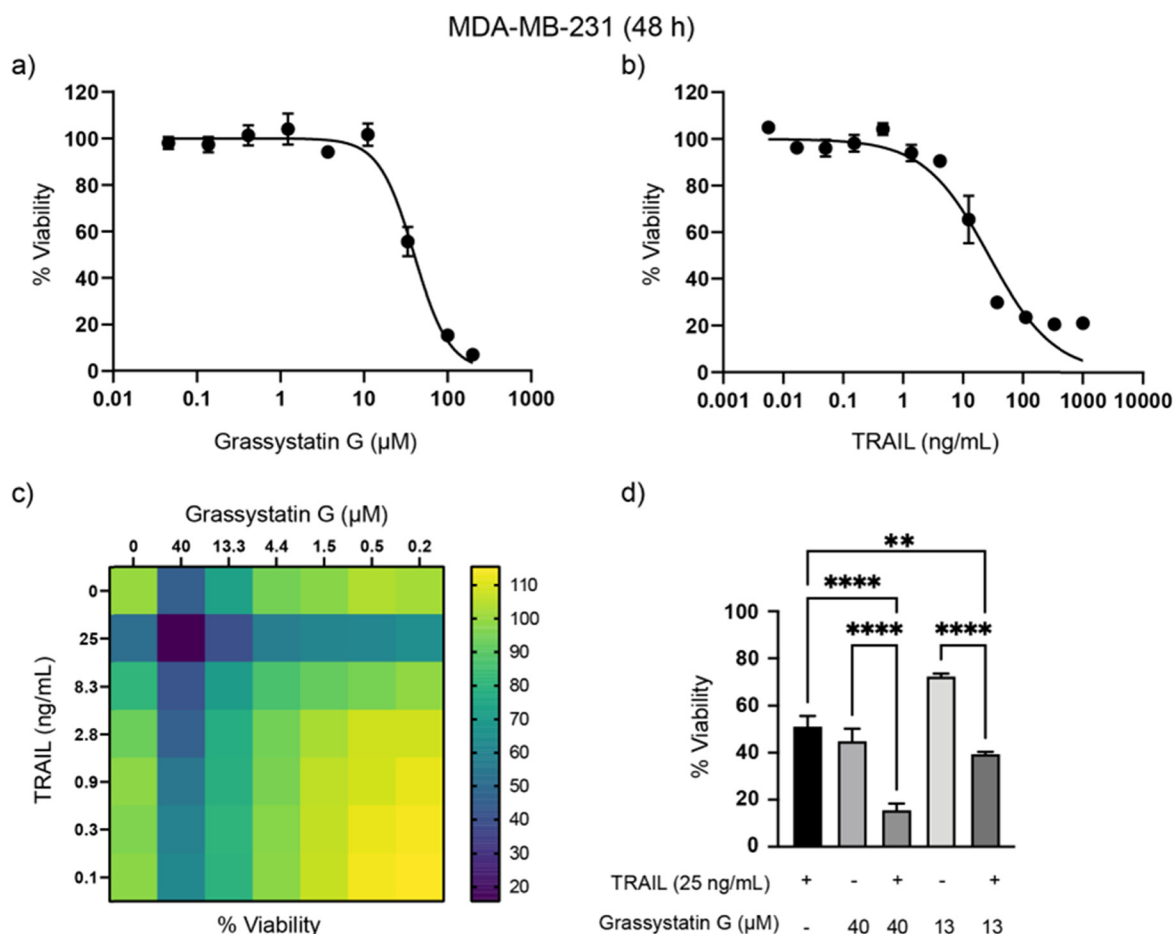 MDA-MB-231 (48 h)
a)
120
100
80
60
40
20
0
% Viability
0.01 0.1 1 10 100 1000
Grassystatin G (µM)
b)
120
100
80
60
40
20
0
% Viability
0.001 0.01 0.1 1 10 100 1000 10000
TRAIL (ng/mL)
c)
Grassystatin G (µM)
0 40 13.3 4.4 1.5 0.5 0.2
TRAIL (ng/mL)
0
25
8.3
2.8
0.9
0.3
0.1
% Viability
110
100
90
80
70
60
50
40
30
20
d)
**
****
**** ****
100
80
60
40
20
0
% Viability
TRAIL (25 ng/mL) + - + - +
Grassystatin G (µM) - 40 40 13 13